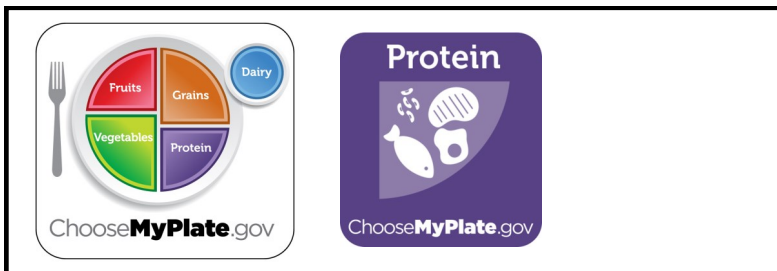 Fruits
Grains
Dairy
Vegetables
Protein
ChooseMyPlate.gov
Protein
ChooseMyPlate.gov